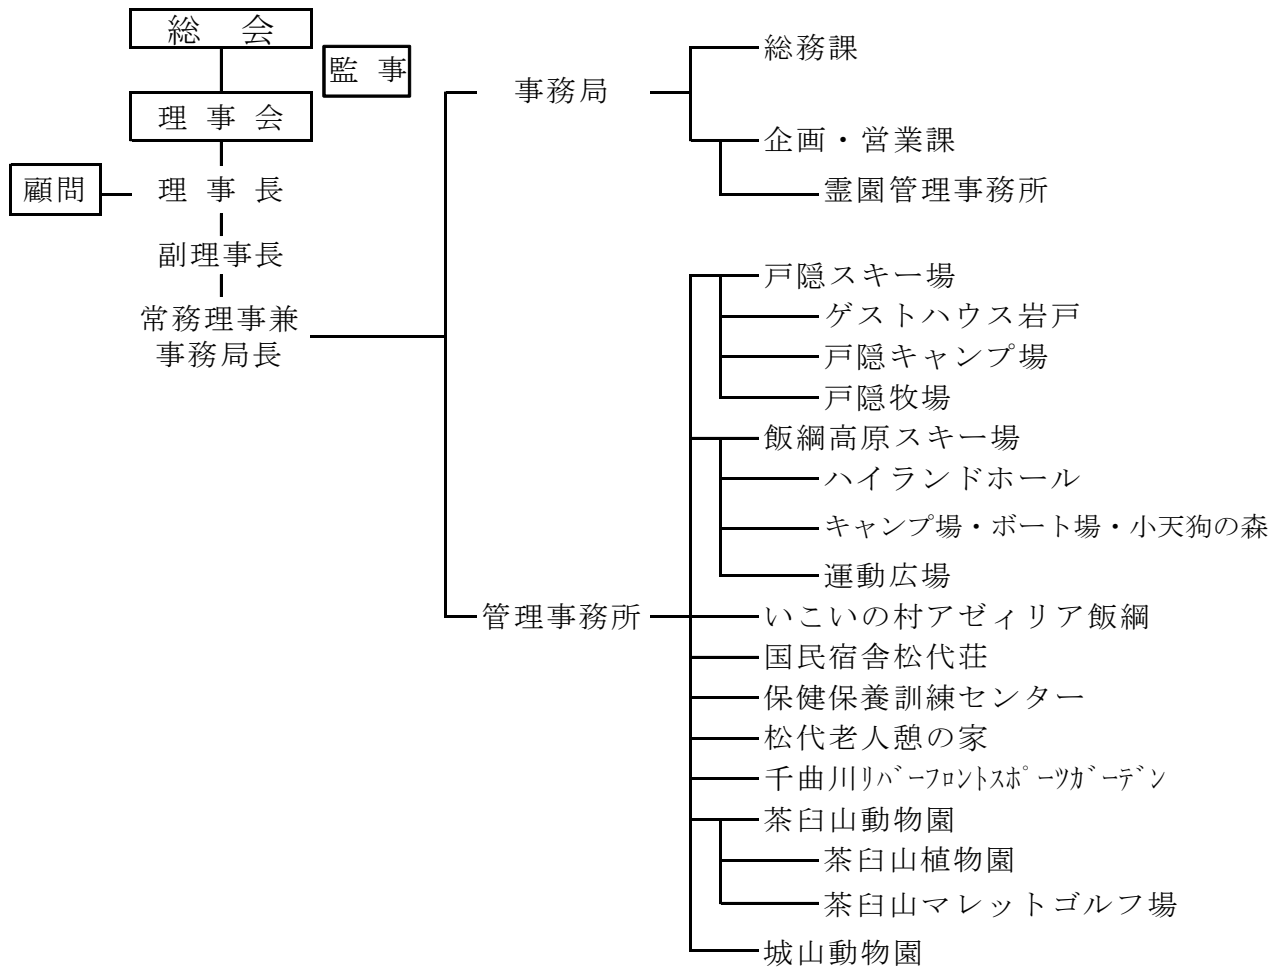 総　会
監　事
理　事　会
顧問
理　事　長
副理事長
常務理事兼
事務局長
事務局
総務課
企画・営業課
霊園管理事務所
管理事務所
戸隠スキー場
ゲストハウス岩戸
戸隠キャンプ場
戸隠牧場
飯綱高原スキー場
ハイランドホール
キャンプ場・ボート場・小天狗の森
運動広場
いこいの村アゼィリア飯綱
国民宿舎松代荘
保健保養訓練センター
松代老人憩の家
千曲川ﾘﾊﾞｰﾌﾛﾝﾄｽﾎﾟｰﾂｶﾞｰﾃﾞﾝ
茶臼山動物園
茶臼山植物園
茶臼山マレットゴルフ場
城山動物園